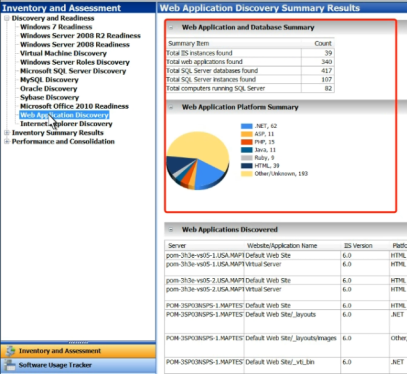 Inventory and Assessment
Discovery and Readiness
Windows 7 Readiness
Windows Server 2008 R2 Readiness
Windows Server 2008 Readiness
Virtual Machine Discovery
Windows Server Roles Discovery
Microsoft SQL Server Discovery
MySQL Discovery
Oracle Discovery
Sybase Discovery
Microsoft Office 2010 Readiness
Web Application Discovery
Internet Explorer Discovery
Inventory Summary Results
Performance and Consolidation
Inventory and Assessment
Software Usage Tracker
Web Application Discovery Summary Results
Web Application and Database Summary
Summary Item Count
Total IIS instances found 39
Total web applications found 340
Total SQL Server databases found 417
Total SQL Server instances found 107
Total computers running SQL Server 82
Web Application Platform Summary
.NET, 62
ASP, 11
PHP, 15
Java, 11
Ruby, 9
HTML, 39
Other/Unknown, 193
Web Applications Discovered
Server Website/Application Name IIS Version Platfo
pom-3h3e-vs05-1.USA.MAPT Default Web Site 6.0 HTML
pom-3h3e-vs05-1.USA.MAPT Virtual Server 6.0 HTML
pom-3h3e-vs05-2.USA.MAPT Default Web Site 6.0 HTML
pom-3h3e-vs05-2.USA.MAPT Virtual Server 6.0 HTML
POM-3SP03NSPS-1.MAPTES Default Web Site 6.0 HTML
POM-3SP03NSPS-1.MAPTES Default Web Site/_layouts 6.0 .NET
POM-3SP03NSPS-1.MAPTES Default Web Site/_layouts/images 6.0 Other/
POM-3SP03NSPS-1.MAPTES Default Web Site/_vti_bin 6.0 .NET